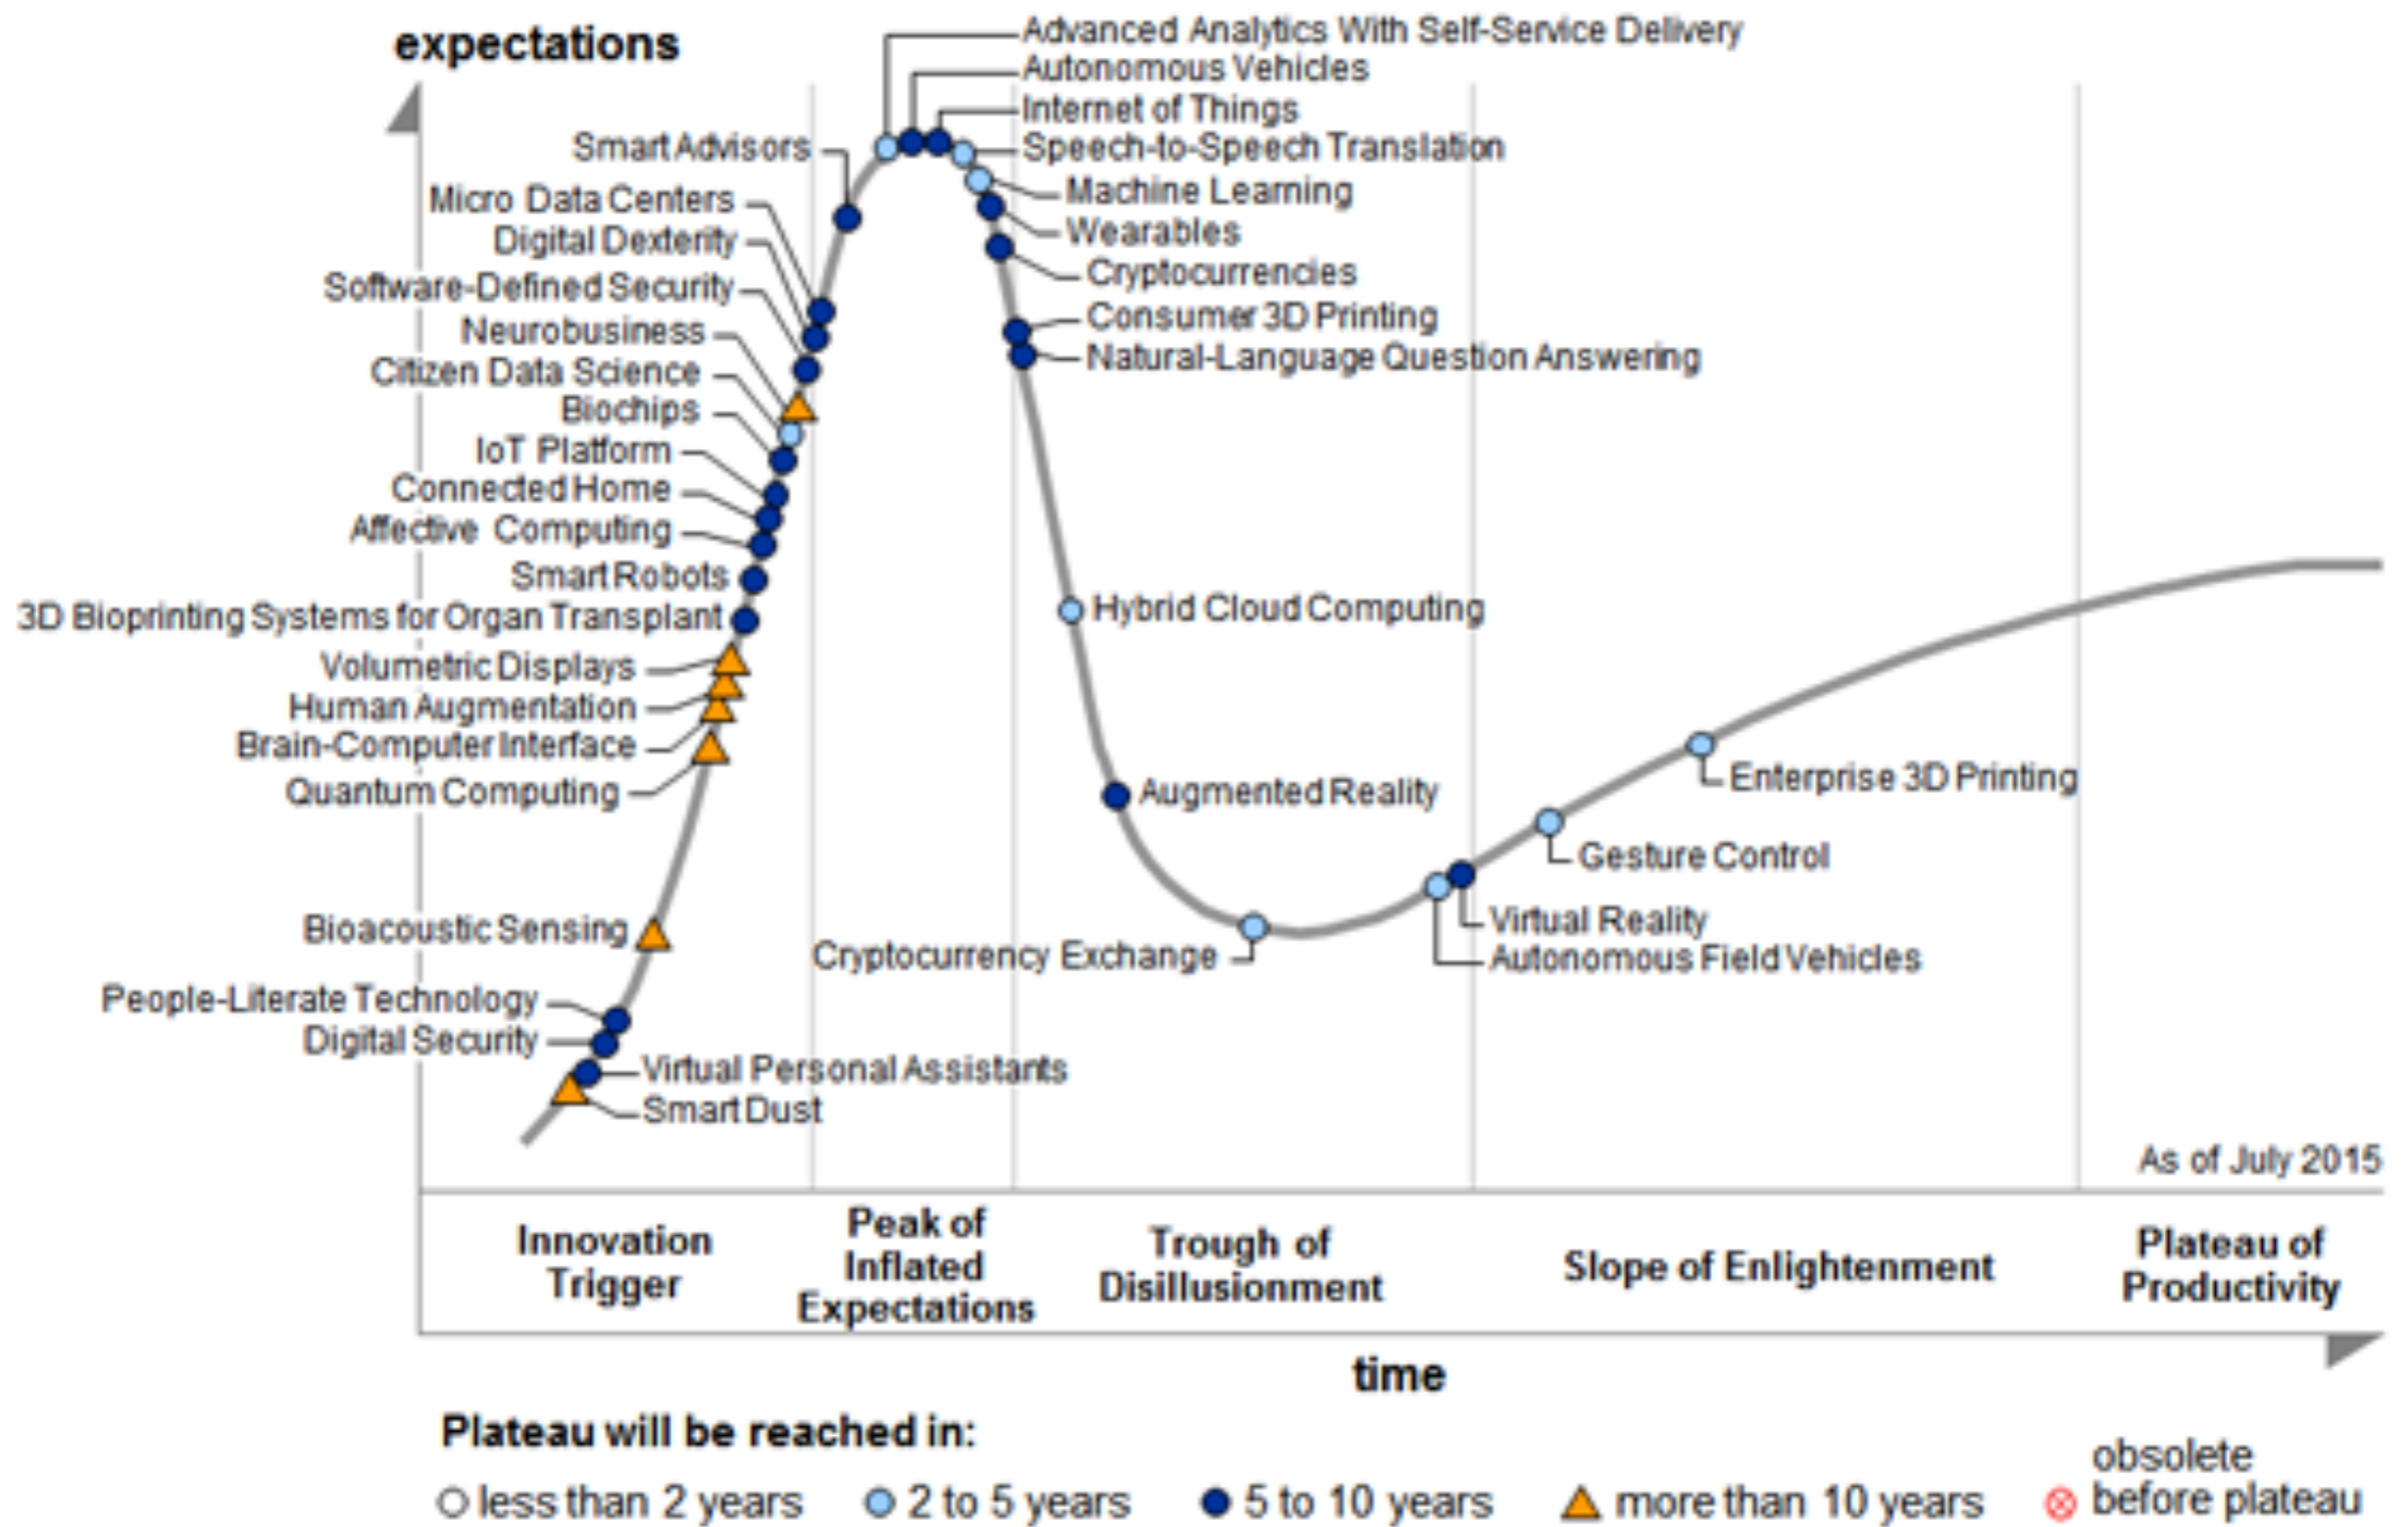 expectations
Advanced Analytics With Self-Service Delivery
Autonomous Vehicles
Internet of Things
Speech-to-Speech Translation
Machine Learning
Wearables
Cryptocurrencies
Consumer 3D Printing
Natural-Language Question Answering
Smart Advisors
Micro Data Centers
Digital Dexterity
Software-Defined Security
Neurobusiness
Citizen Data Science
Biochips
IoT Platform
Connected Home
Affective Computing
Smart Robots
3D Bioprinting Systems for Organ Transplant
Volumetric Displays
Human Augmentation
Brain-Computer Interface
Quantum Computing
Bioacoustic Sensing
People-Literate Technology
Digital Security
Virtual Personal Assistants
Smart Dust
Hybrid Cloud Computing
Augmented Reality
Cryptocurrency Exchange
Enterprise 3D Printing
Gesture Control
Virtual Reality
Autonomous Field Vehicles
As of July 2015
Innovation
Trigger
Peak of
Inflated
Expectations
Trough of
Disillusionment
Slope of Enlightenment
Plateau of
Productivity
time
Plateau will be reached in:
less than 2 years
2 to 5 years
5 to 10 years
more than 10 years
obsolete
before plateau